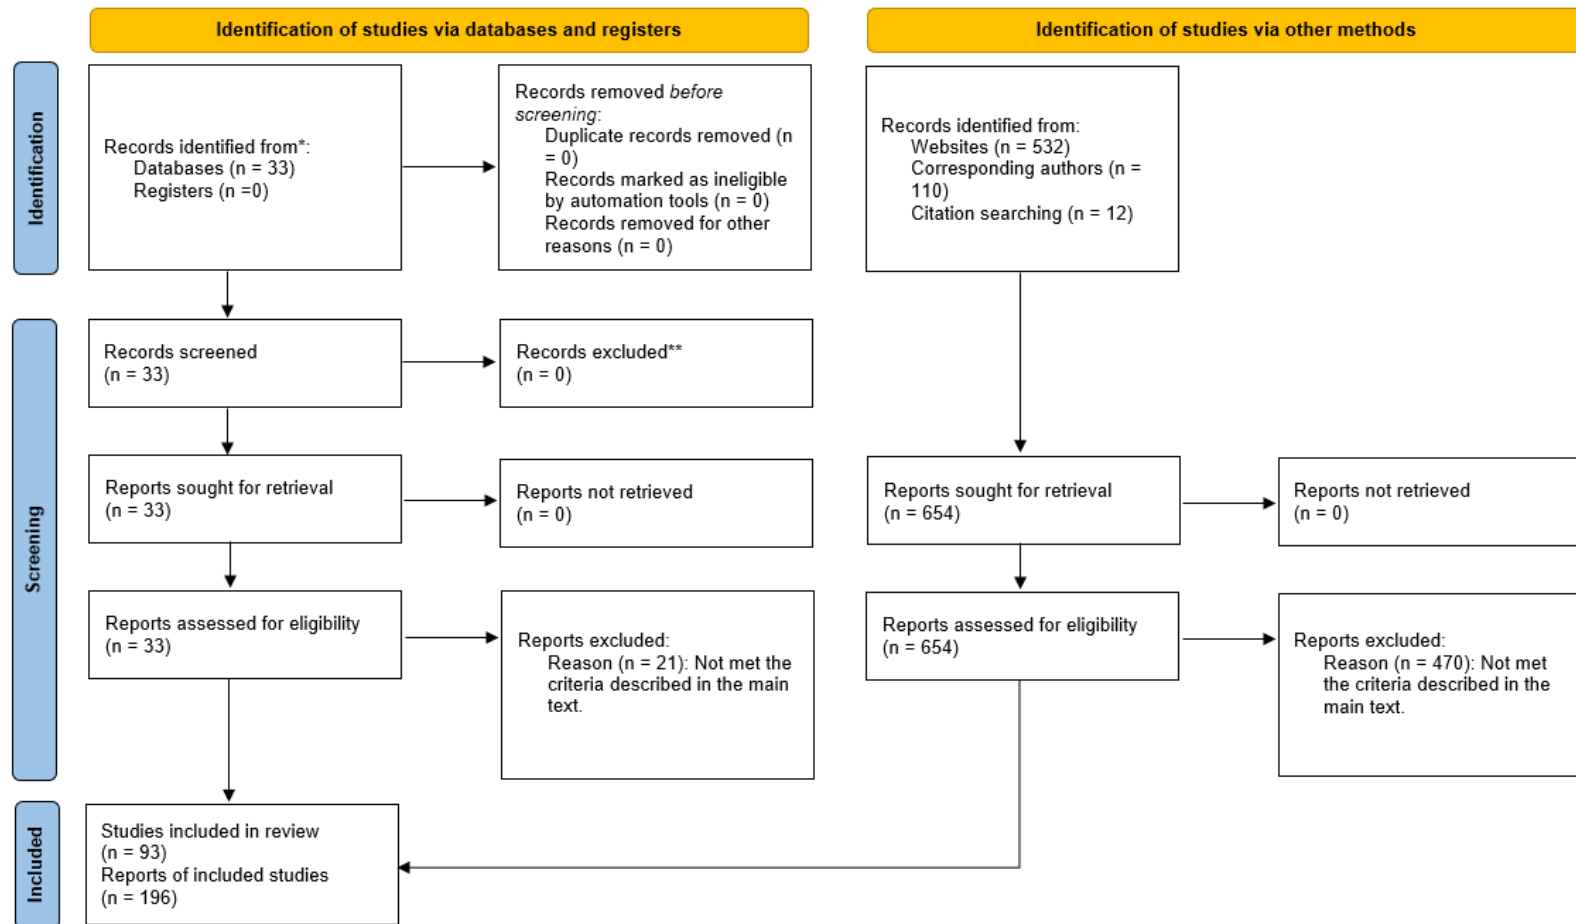 Identification of studies via databases and registers
Identification of studies via other methods
Identification
Records identified from*:
Databases (n = 33)
Registers (n =0)
Records removed before
screening:
Duplicate records removed (n
= 0)
Records marked as ineligible
by automation tools (n = 0)
Records removed for other
reasons (n = 0)
Records identified from:
Websites (n = 532)
Corresponding authors (n =
110)
Citation searching (n = 12)
Screening
Records screened
(n = 33)
Records excluded**
(n = 0)
Reports sought for retrieval
(n = 33)
Reports not retrieved
(n = 0)
Reports sought for retrieval
(n = 654)
Reports not retrieved
(n = 0)
Reports assessed for eligibility
(n = 33)
Reports excluded:
Reason (n = 21): Not met the
criteria described in the main
text.
Reports assessed for eligibility
(n = 654)
Reports excluded:
Reason (n = 470): Not met
the criteria described in the
main text.
Included
Studies included in review
(n = 93)
Reports of included studies
(n = 196)